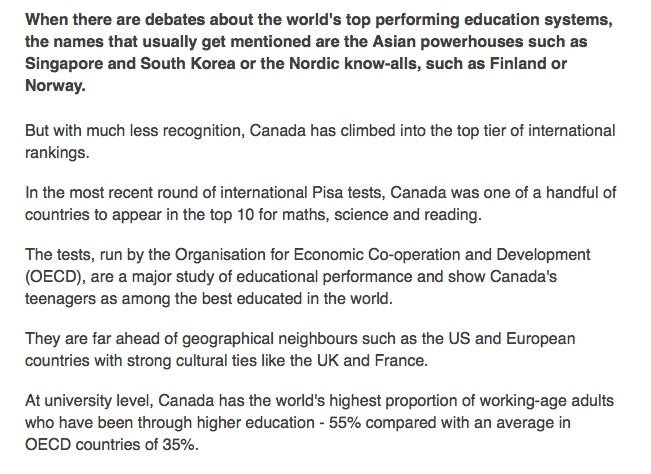 When there are debates about the world's top performing education systems,
the names that usually get mentioned are the Asian powerhouses such as
Singapore and South Korea or the Nordic know-alls, such as Finland or
Norway.
But with much less recognition, Canada has climbed into the top tier of international
rankings.
In the most recent round of international Pisa tests, Canada was one of a handful of
countries to appear in the top 10 for maths, science and reading.
The tests, run by the Organisation for Economic Co-operation and Development
(OECD), are a major study of educational performance and show Canada's
teenagers as among the best educated in the world.
They are far ahead of geographical neighbours such as the US and European
countries with strong cultural ties like the UK and France.
At university level, Canada has the world's highest proportion of working-age adults
who have been through higher education - 55% compared with an average in
OECD countries of 35%.